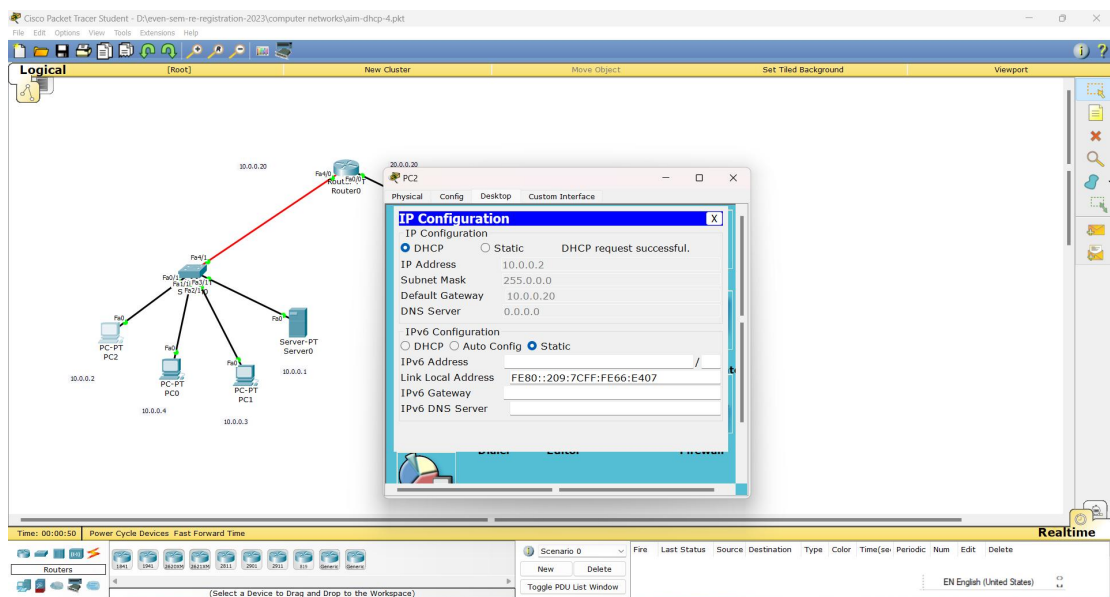 Cisco Packet Tracer Student - D:\even-sem-re-registration-2023\computer networks\aim-dhcp-4.pkt
File Edit Options View Tools Extensions Help
Logical [Root] New Cluster Move Object Set Tiled Background Viewport
10.0.0.20
20.0.0.20
Fa4/0
Fa0/0
Router0
PC2
Physical Config Desktop Custom Interface
IP Configuration X
IP Configuration
DHCP Static DHCP request successful.
IP Address 10.0.0.2
Subnet Mask 255.0.0.0
Default Gateway 10.0.0.20
DNS Server 0.0.0.0
IPv6 Configuration
DHCP Auto Config Static
IPv6 Address /
Link Local Address FE80::209:7CFF:FE66:E407
IPv6 Gateway
IPv6 DNS Server
Fa4/1
Fa0/1
Fa1/1 Fa3/1
Fa2/1
Fa0
PC-PT
PC2
Fa0
PC-PT
PC0
Fa0
PC-PT
PC1
Fa0
Server-PT
Server0
10.0.0.2
10.0.0.4
10.0.0.3
10.0.0.1
Time: 00:00:50 Power Cycle Devices Fast Forward Time Realtime
Routers
1841 1941 2620XM 2621XM 2811 2901 2911 819 Generic Generic
(Select a Device to Drag and Drop to the Workspace)
Scenario 0
New Delete
Toggle PDU List Window
Fire Last Status Source Destination Type Color Time(sec Periodic Num Edit Delete
EN English (United States)